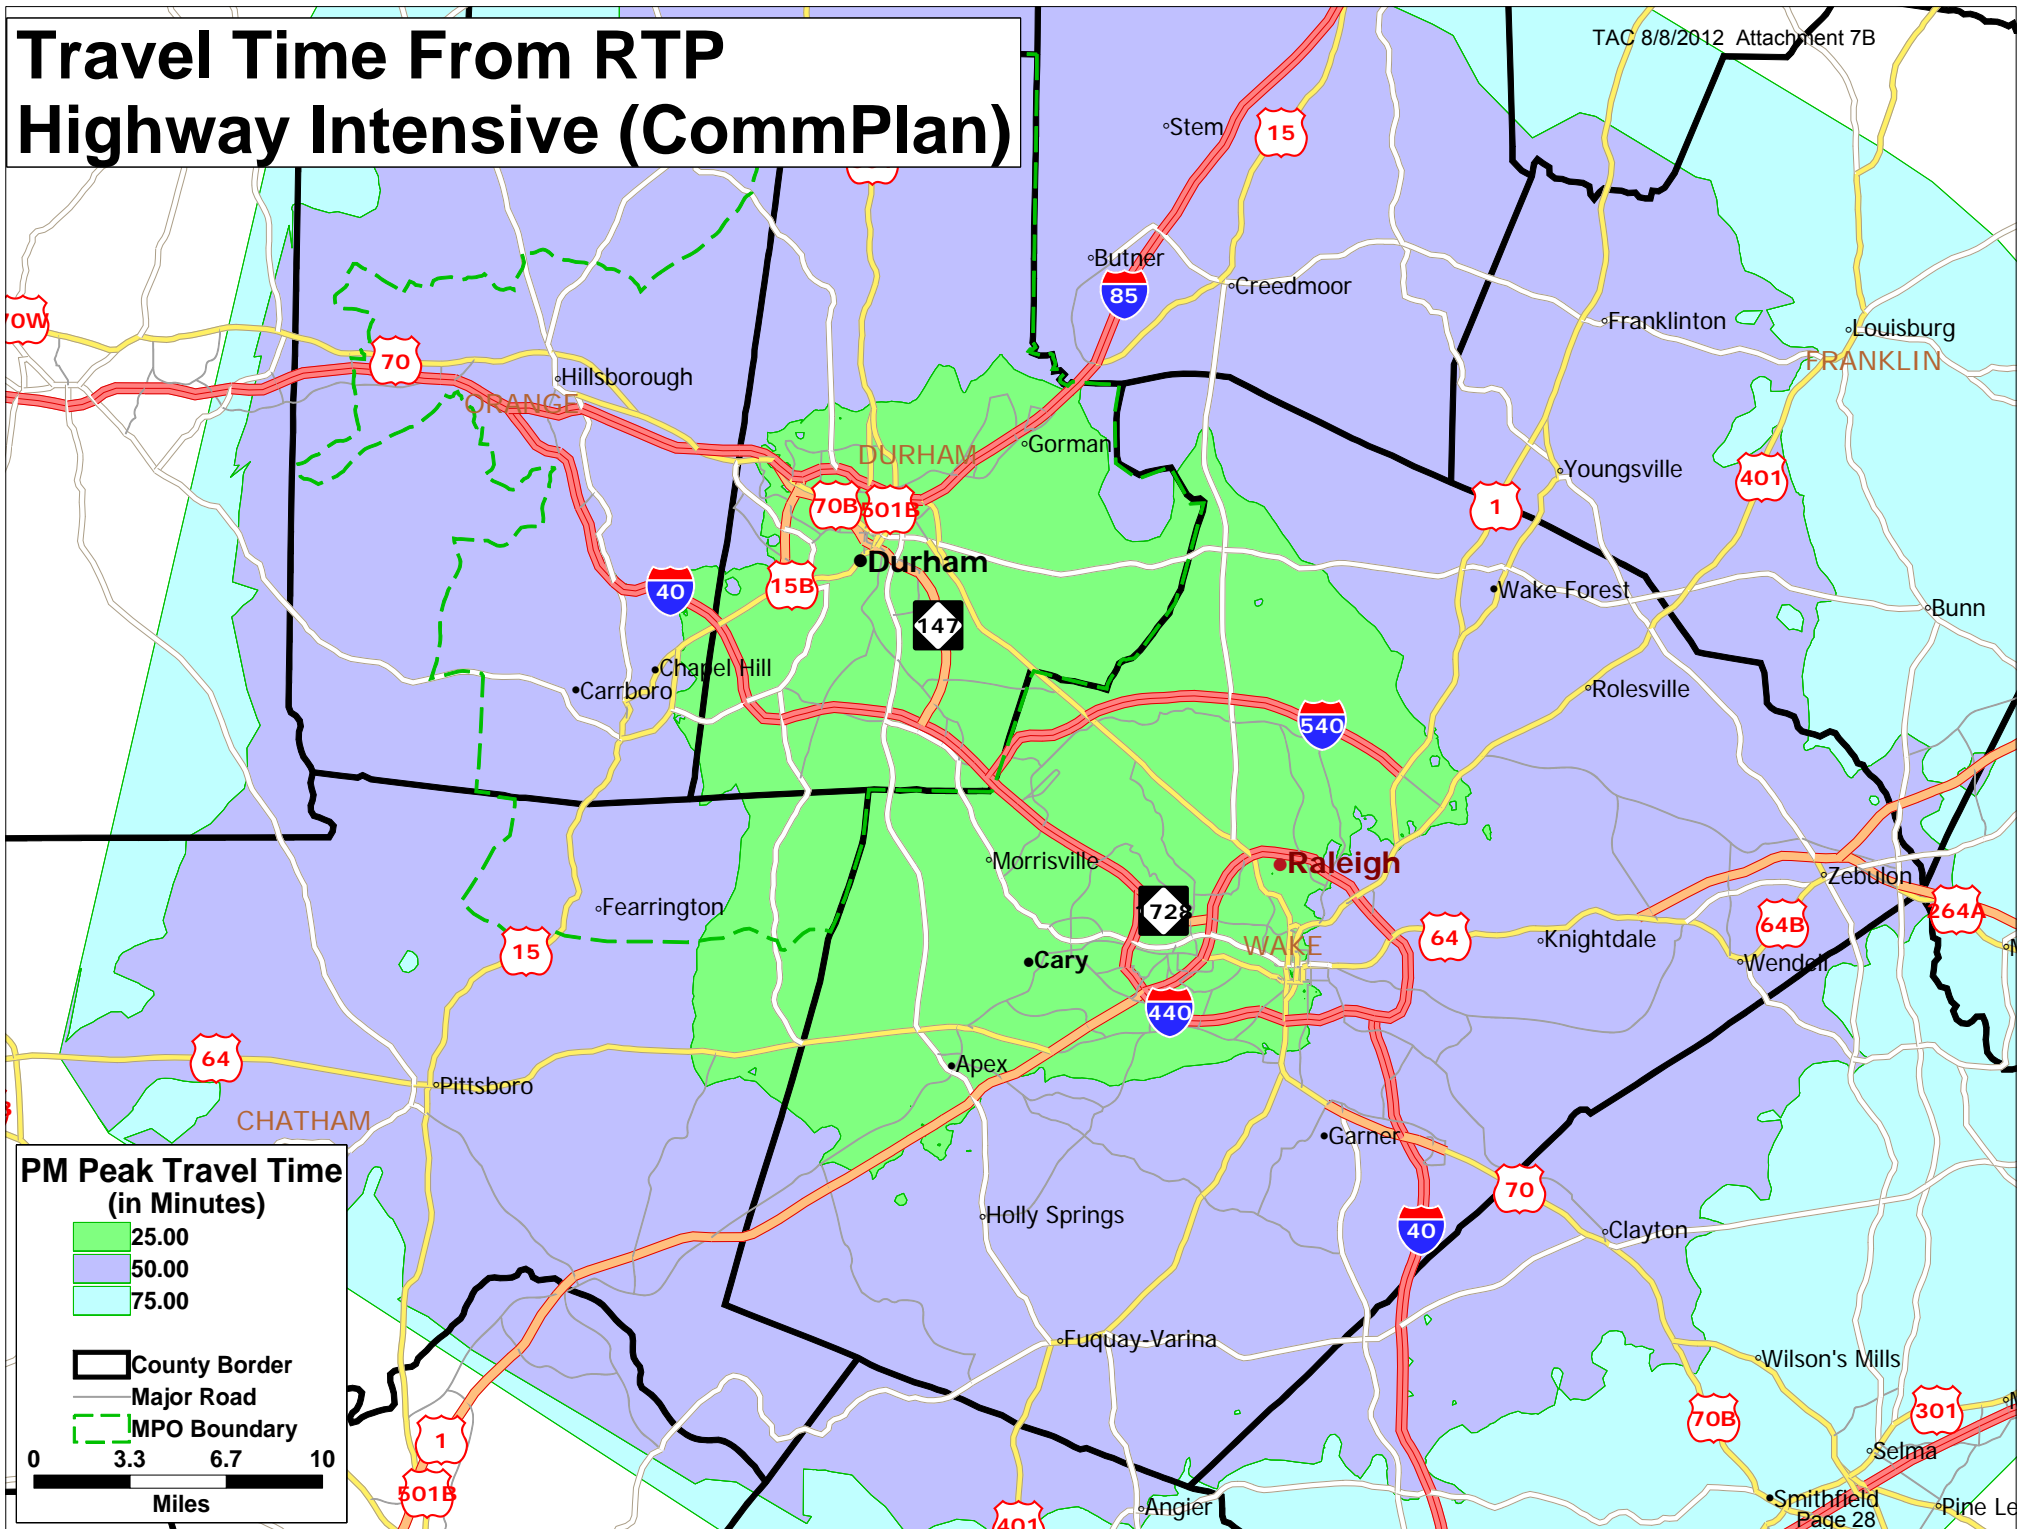 Travel Time From RTP
Highway Intensive (CommPlan)
TAC 8/8/2012 Attachment 7B
Stem
15
Butner
85
Creedmoor
Franklinton
Louisburg
FRANKLIN
70W
70
Hillsborough
ORANGE
DURHAM
Gorman
Youngsville
401
1
70B
501B
Durham
15B
40
147
Wake Forest
Bunn
Chapel Hill
Carrboro
Rolesville
540
Morrisville
Raleigh
Zebulon
Fearrington
1728
64B
264A
15
WAKE
64
Knightdale
Cary
Wendell
440
64
Apex
Pittsboro
CHATHAM
Garner
70
Holly Springs
40
Clayton
Fuquay-Varina
Wilson's Mills
1
70B
301
Selma
501B
401
Angier
Smithfield
Pine Le
Page 28
PM Peak Travel Time
(in Minutes)
25.00
50.00
75.00
County Border
Major Road
MPO Boundary
0 3.3 6.7 10
Miles